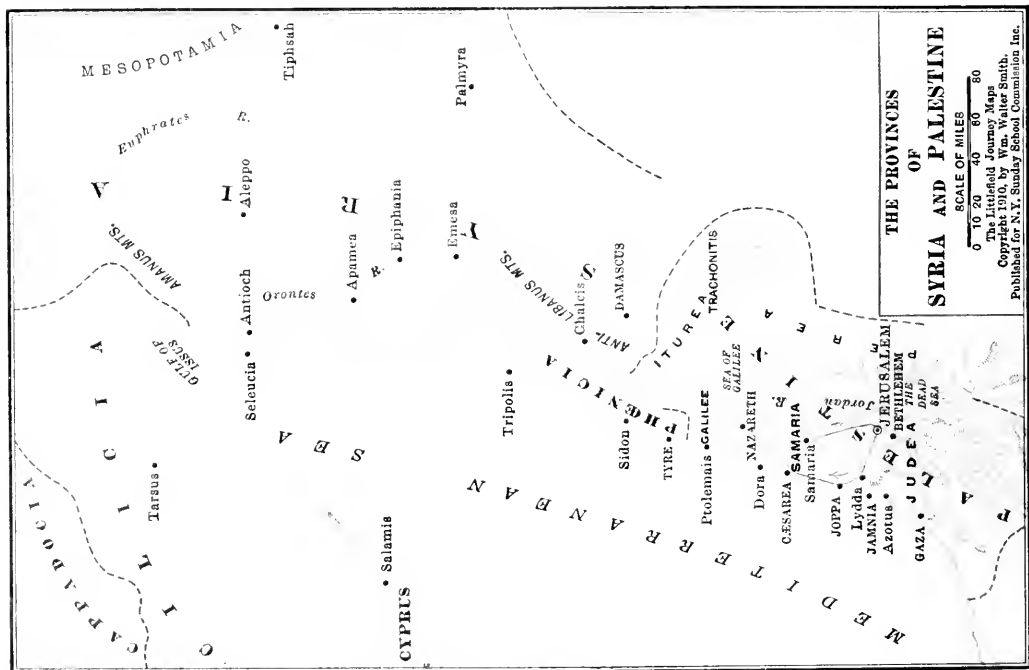 THE PROVINCES
OF
SYRIA AND PALESTINE
SCALE OF MILES
0 10 20 40 60 80
The Littlefield Journey Maps
Copyright 1910, by Wm. Walter Smith.
Published for N.Y. Sunday School Commission Inc.
CAPPADOCIA
CILICIA
Tarsus
AMANUS MTS.
GULF OF
ISSUS
MESOPOTAMIA
Euphrates R.
Tiphsah
SYRIA
Aleppo
Antioch
Seleucia
Orontes R.
Apamea
Epiphania
Emesa
Palmyra
Salamis
CYPRUS
MEDITERRANEAN SEA
Tripolis
PHŒNICIA
ANTI-LIBANUS MTS.
Chalcis
DAMASCUS
Sidon
TYRE
ITUREA
TRACHONITIS
Ptolemais
GALILEE
SEA OF
GALILEE
Dora
NAZARETH
CÆSAREA
SAMARIA
Samaria
Jordan R.
PEREA
PALESTINE
JOPPA
Lydda
JERUSALEM
JAMNIA
BETHLEHEM
Azotus
THE
DEAD
SEA
GAZA
JUDEA